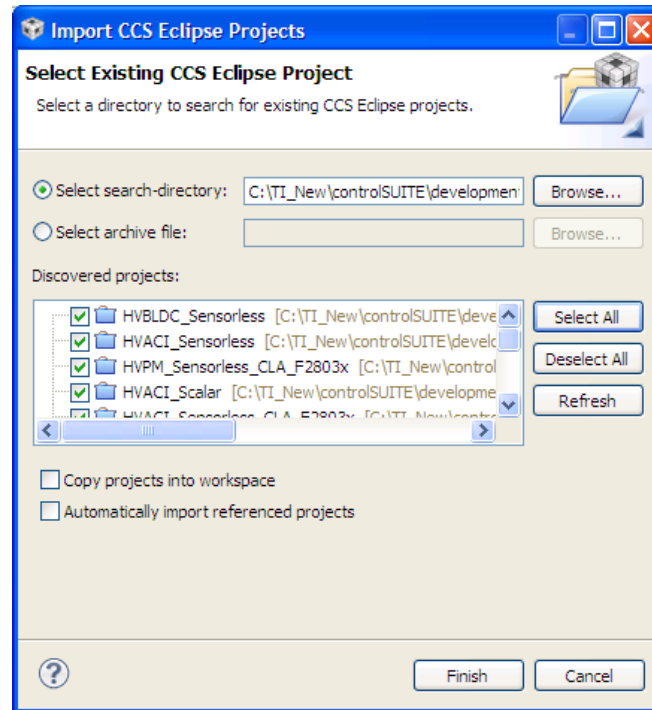 Import CCS Eclipse Projects
Select Existing CCS Eclipse Project
Select a directory to search for existing CCS Eclipse projects.
Select search-directory: C:\TI_New\controlSUITE\developmen Browse...
Select archive file: Browse...
Discovered projects:
HVBLDC_Sensorless [C:\TI_New\controlSUITE\deve Select All
HVACI_Sensorless [C:\TI_New\controlSUITE\develc
HVPM_Sensorless_CLA_F2803x [C:\TI_New\control Deselect All
HVACI_Scalar [C:\TI_New\controlSUITE\developme Refresh
HVACI_Sensorless_CLA_F2803x [C:\TI_New\contro
Copy projects into workspace
Automatically import referenced projects
? Finish Cancel